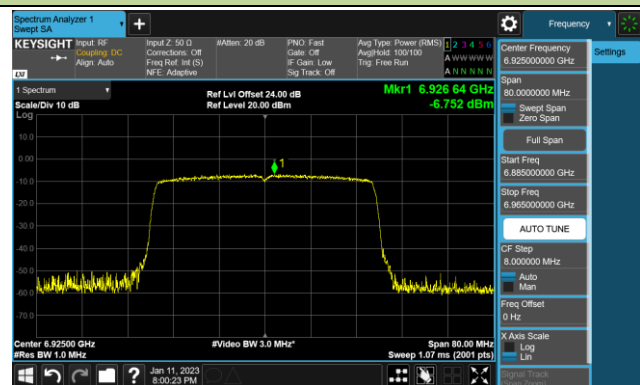 Spectrum Analyzer 1
Swept SA
Frequency
KEYSIGHT
Input: RF
Coupling: DC
Align: Auto
Input Z: 50 Ω
Corrections: Off
Freq Ref: Int (S)
NFE: Adaptive
#Atten: 20 dB
PNO: Fast
Gate: Off
IF Gain: Low
Sig Track: Off
Avg Type: Power (RMS)
Avg|Hold: 100/100
Trig: Free Run
1 2 3 4 5 6
A W W W W W
A N N N N N
LXI
1 Spectrum
Scale/Div 10 dB
Log
Ref Lvl Offset 24.00 dB
Ref Level 20.00 dBm
Mkr1 6.926 64 GHz
-6.752 dBm
1
10.0
0.00
-10.0
-20.0
-30.0
-40.0
-50.0
-60.0
-70.0
Center 6.92500 GHz
#Res BW 1.0 MHz
#Video BW 3.0 MHz*
Span 80.00 MHz
Sweep 1.07 ms (2001 pts)
Center Frequency
6.925000000 GHz
Span
80.0000000 MHz
Swept Span
Zero Span
Full Span
Start Freq
6.885000000 GHz
Stop Freq
6.965000000 GHz
AUTO TUNE
CF Step
8.000000 MHz
Auto
Man
Freq Offset
0 Hz
X Axis Scale
Log
Lin
Signal Track
Settings
Jan 11, 2023
8:00:23 PM